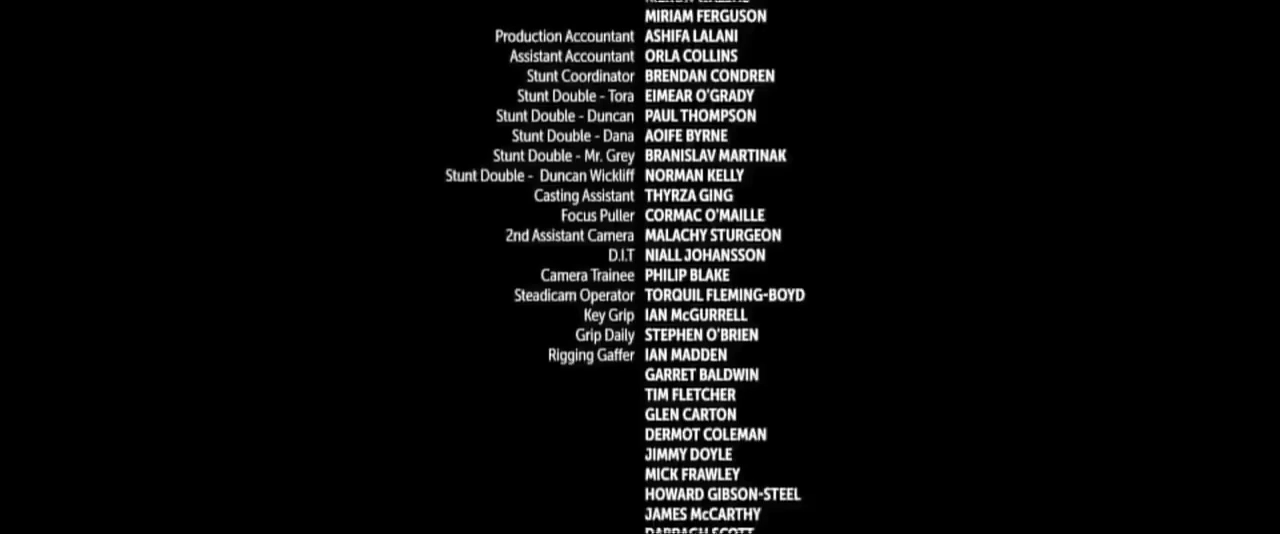 MIRIAM FERGUSON
Production Accountant ASHIFA LALANI
Assistant Accountant ORLA COLLINS
Stunt Coordinator BRENDAN CONDREN
Stunt Double - Tora EIMEAR O'GRADY
Stunt Double - Duncan PAUL THOMPSON
Stunt Double - Dana AOIFE BYRNE
Stunt Double - Mr. Grey BRANISLAV MARTINAK
Stunt Double - Duncan Wickliff NORMAN KELLY
Casting Assistant THYRZA GING
Focus Puller CORMAC O'MAILLE
2nd Assistant Camera MALACHY STURGEON
D.I.T NIALL JOHANSSON
Camera Trainee PHILIP BLAKE
Steadicam Operator TORQUIL FLEMING-BOYD
Key Grip IAN McGURRELL
Grip Daily STEPHEN O'BRIEN
Rigging Gaffer IAN MADDEN
GARRET BALDWIN
TIM FLETCHER
GLEN CARTON
DERMOT COLEMAN
JIMMY DOYLE
MICK FRAWLEY
HOWARD GIBSON-STEEL
JAMES McCARTHY